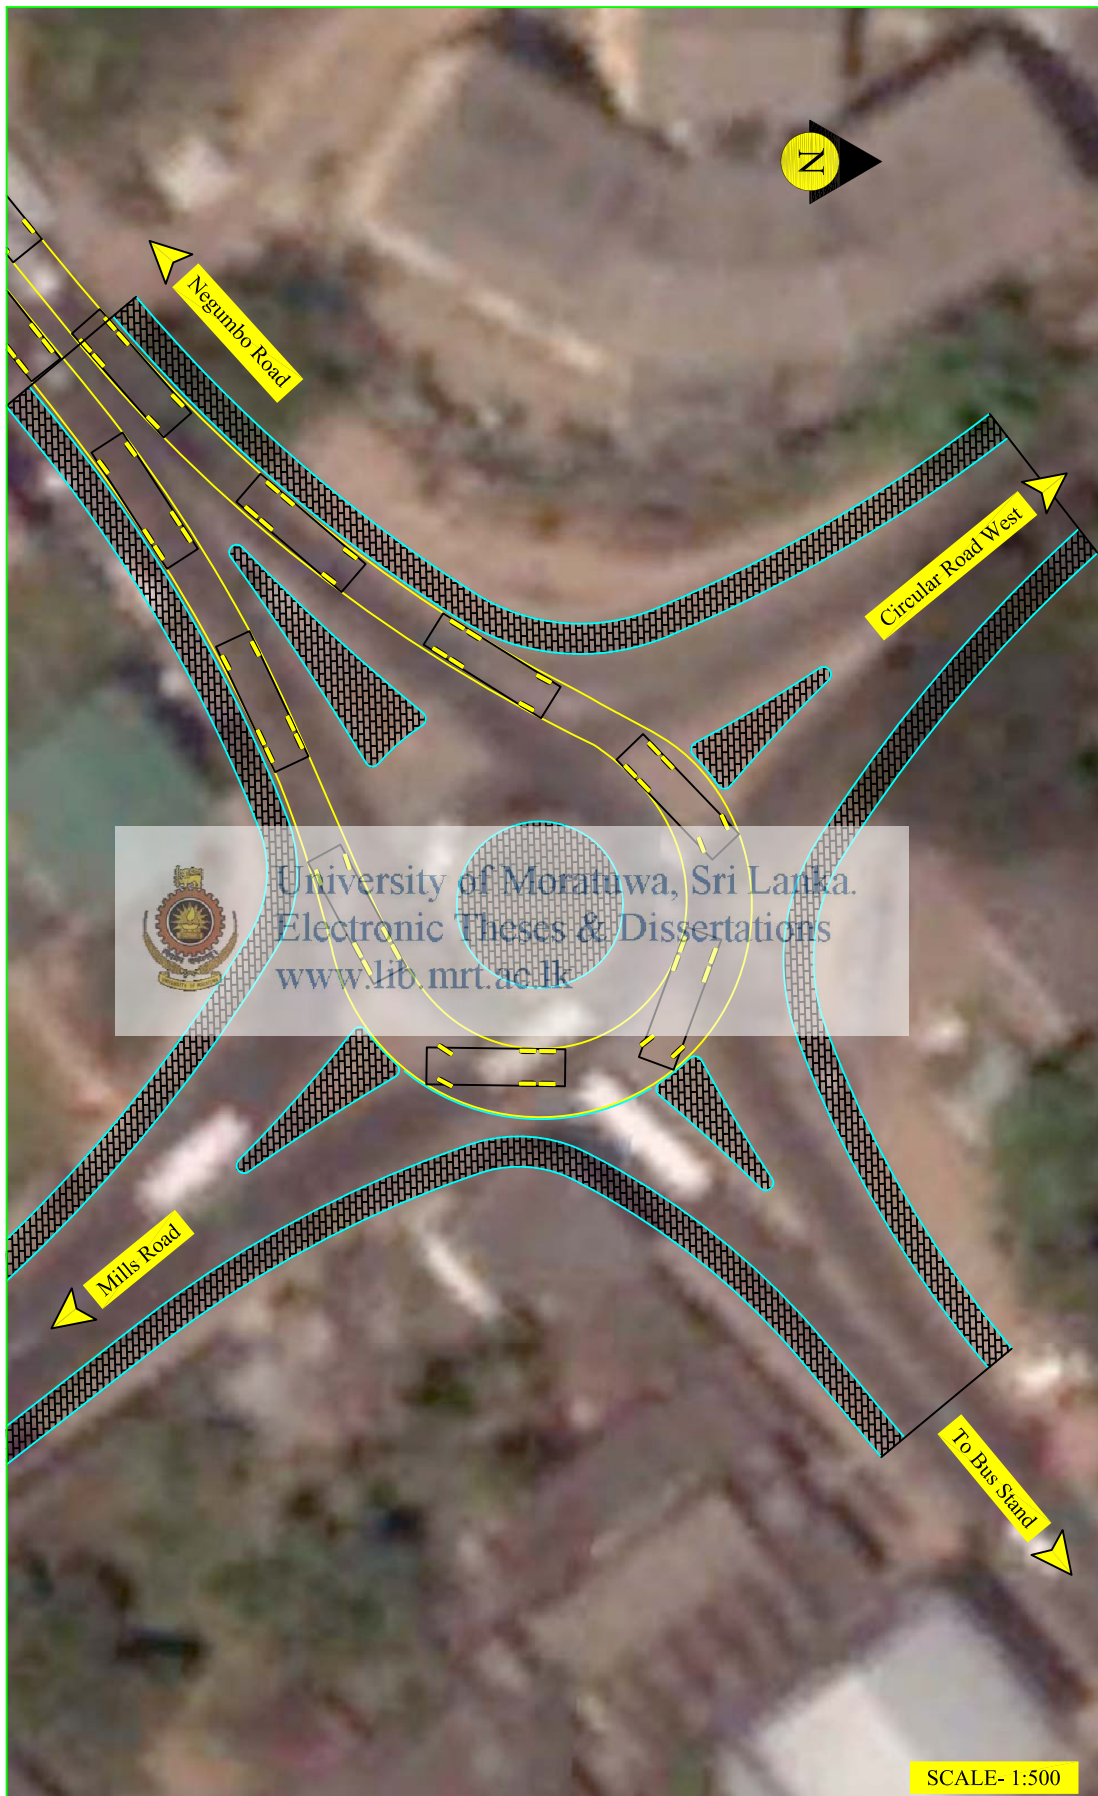 N
Negumbo Road
Circular Road West
University of Moratuwa, Sri Lanka.
Electronic Theses & Dissertations
www.lib.mrt.ac.lk
Mills Road
To Bus Stand
SCALE- 1:500